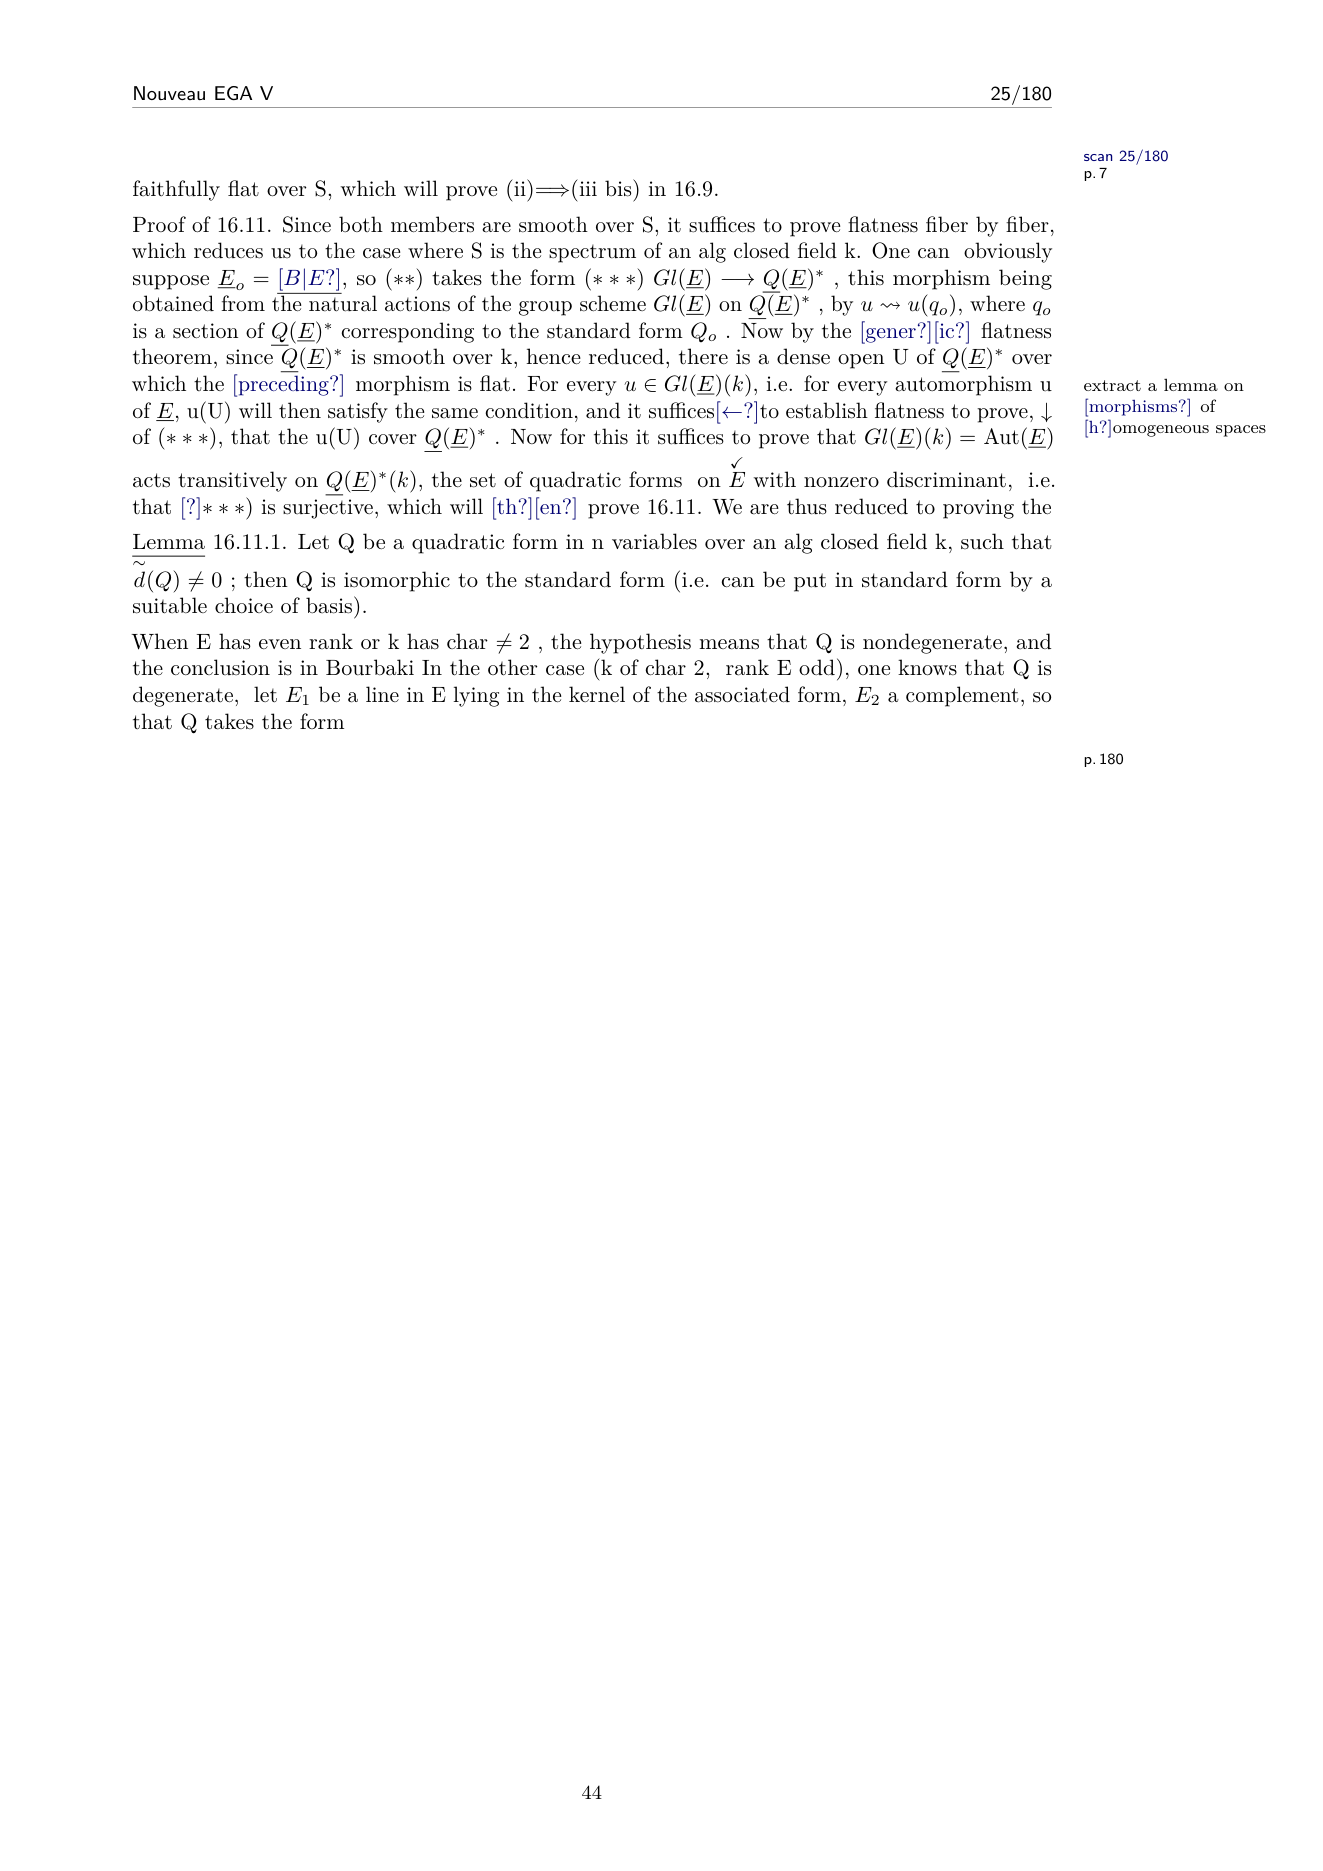 Nouveau EGA V 25/180
scan 25/180
p. 7
faithfully flat over S, which will prove (ii)⟹(iii bis) in 16.9.
Proof of 16.11. Since both members are smooth over S, it suffices to prove flatness fiber by fiber,
which reduces us to the case where S is the spectrum of an alg closed field k. One can obviously
suppose E_o = [B|E?], so (∗∗) takes the form (∗ ∗ ∗) Gl(E) ⟶ Q(E)* , this morphism being
obtained from the natural actions of the group scheme Gl(E) on Q(E)* , by u ⇝ u(q_o), where q_o
is a section of Q(E)* corresponding to the standard form Q_o . Now by the [gener?][ic?] flatness
theorem, since Q(E)* is smooth over k, hence reduced, there is a dense open U of Q(E)* over
which the [preceding?] morphism is flat. For every u ∈ Gl(E)(k), i.e. for every automorphism u
of E, u(U) will then satisfy the same condition, and it suffices[←?]to establish flatness to prove, ↓
of (∗ ∗ ∗), that the u(U) cover Q(E)* . Now for this it suffices to prove that Gl(E)(k) = Aut(E)
extract a lemma on
[morphisms?] of
[h?]omogeneous spaces
acts transitively on Q(E)*(k), the set of quadratic forms on Ě with nonzero discriminant, i.e.
that [?]∗ ∗ ∗) is surjective, which will [th?][en?] prove 16.11. We are thus reduced to proving the
Lemma 16.11.1. Let Q be a quadratic form in n variables over an alg closed field k, such that
d̃(Q) ≠ 0 ; then Q is isomorphic to the standard form (i.e. can be put in standard form by a
suitable choice of basis).
When E has even rank or k has char ≠ 2 , the hypothesis means that Q is nondegenerate, and
the conclusion is in Bourbaki In the other case (k of char 2, rank E odd), one knows that Q is
degenerate, let E₁ be a line in E lying in the kernel of the associated form, E₂ a complement, so
that Q takes the form
p. 180
44